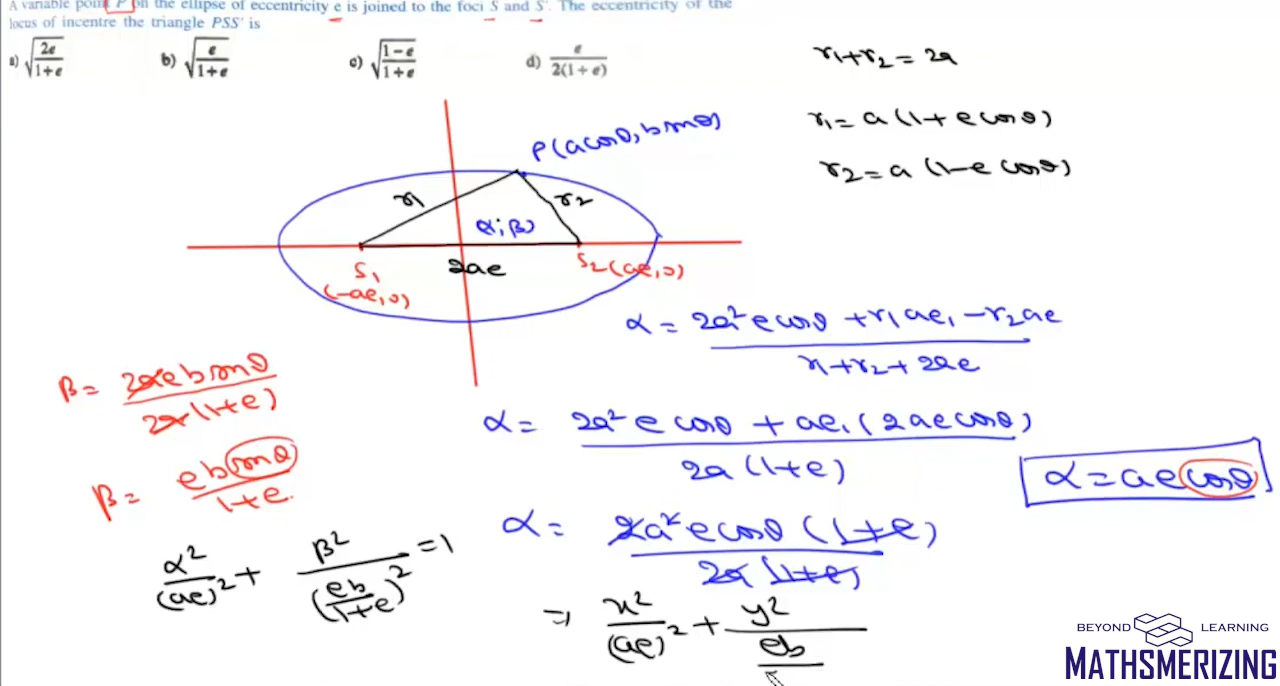 A variable point P on the ellipse of eccentricity e is joined to the foci S and S'. The eccentricity of the
locus of incentre the triangle PSS' is
a) √(2e/(1+e)) b) √(e/(1+e)) c) √((1-e)/(1+e)) d) e/(2(1+e))
r1+r2 = 2a
r1 = a(1+e cosθ)
r2 = a(1-e cosθ)
P(a cosθ, b sinθ)
r1
r2
(α, β)
S1
(-ae, 0)
2ae
S2(ae, 0)
α = (2a²e cosθ + r1ae, - r2ae)/(r1+r2+2ae)
β = (2aeb sinθ)/(2a(1+e))
α = (2a²e cosθ + ae, (2ae cosθ))/(2a(1+e))
α = ae cosθ
β = (eb sinθ)/(1+e)
α = (2a²e cosθ (1+e))/(2a(1+e))
α²/(ae)² + β²/(eb/(1+e))² = 1
⇒ x²/(ae)² + y²/eb
BEYOND LEARNING
MATHSMERIZING